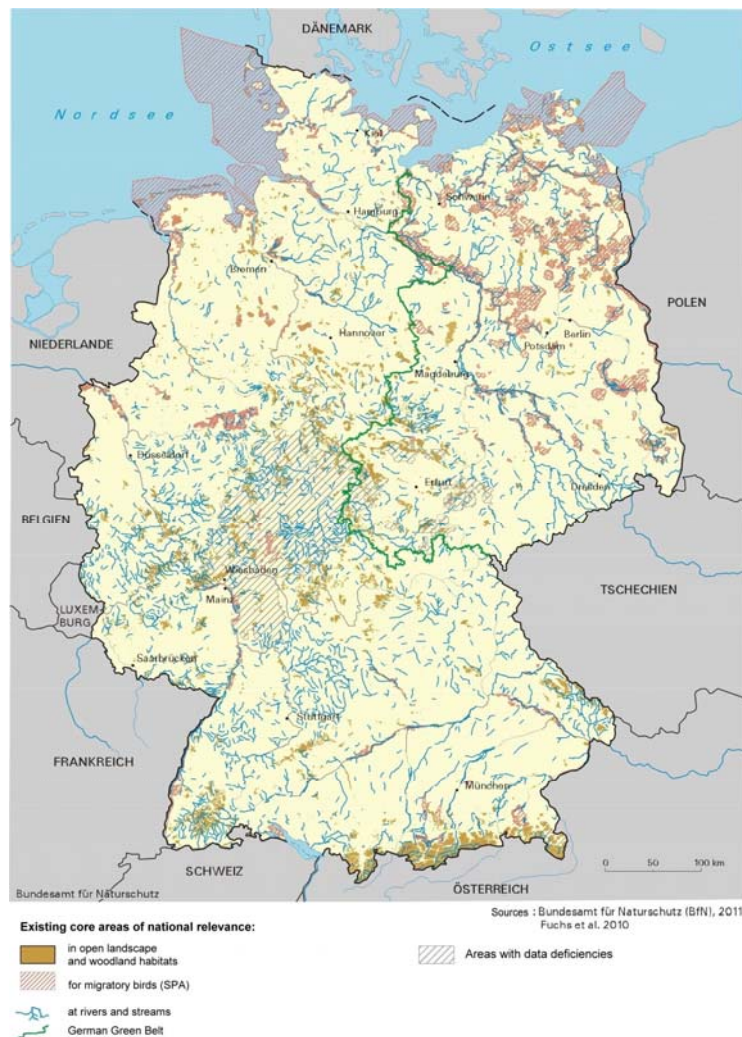 DÄNEMARK
Ostsee
Nordsee
Kiel
Schwerin
Hamburg
Bremen
POLEN
Hannover
Berlin
Potsdam
NIEDERLANDE
Magdeburg
Düsseldorf
Erfurt
Dresden
BELGIEN
Wiesbaden
TSCHECHIEN
Mainz
LUXEM-
BURG
Saarbrücken
Stuttgart
FRANKREICH
München
SCHWEIZ
0 50 100 km
ÖSTERREICH
Bundesamt für Naturschutz
Sources : Bundesamt für Naturschutz (BfN), 2011
Fuchs et al. 2010
Existing core areas of national relevance:
in open landscape
and woodland habitats
Areas with data deficiencies
for migratory birds (SPA)
at rivers and streams
German Green Belt